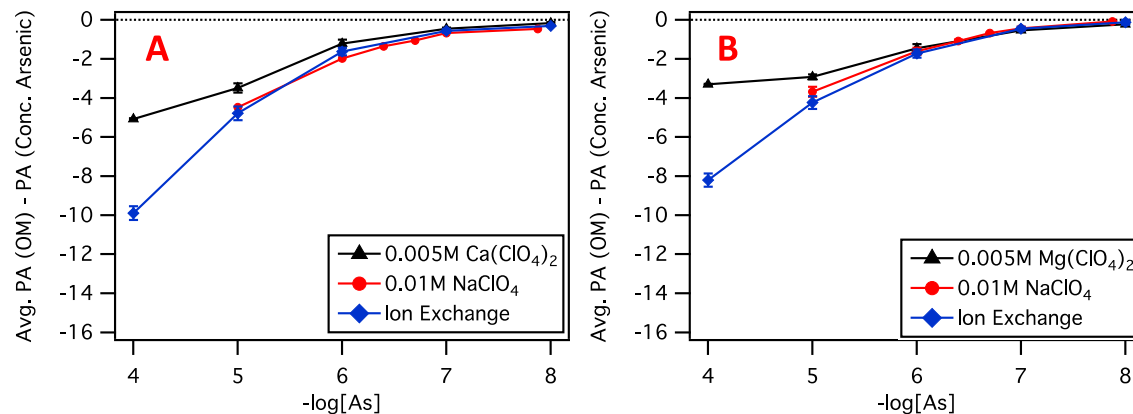 A
Avg. PA (OM) - PA (Conc. Arsenic)
0
-2
-4
-6
-8
-10
-12
-14
-16
0.005M Ca(ClO₄)₂
0.01M NaClO₄
Ion Exchange
4 5 6 7 8
-log[As]
B
Avg. PA (OM) - PA (Conc. Arsenic)
0
-2
-4
-6
-8
-10
-12
-14
-16
0.005M Mg(ClO₄)₂
0.01M NaClO₄
Ion Exchange
4 5 6 7 8
-log[As]